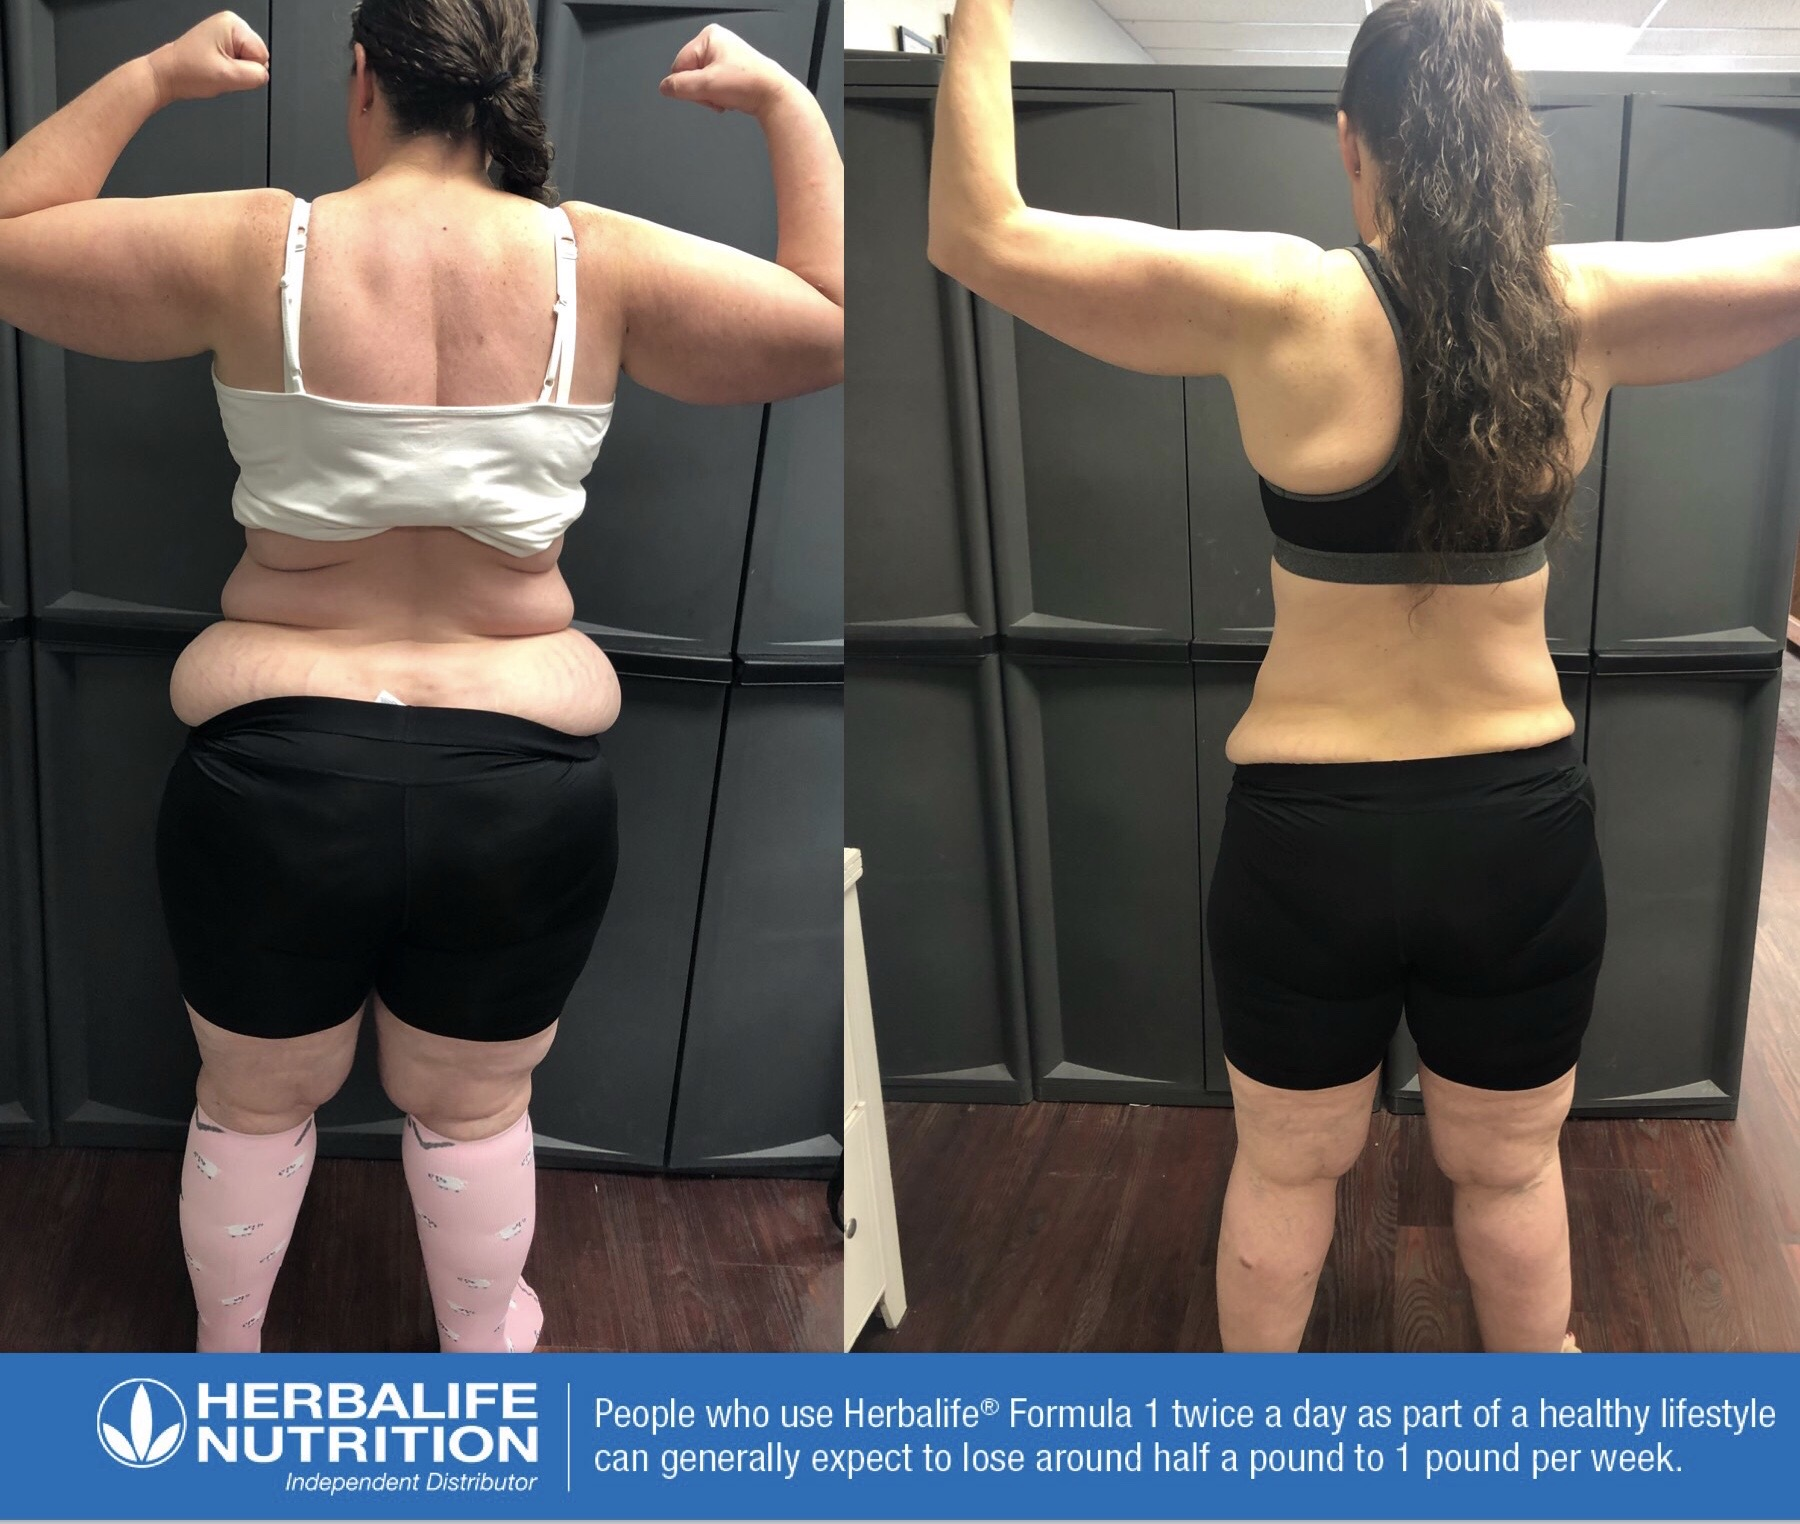 HERBALIFE
NUTRITION
Independent Distributor
People who use Herbalife® Formula 1 twice a day as part of a healthy lifestyle
can generally expect to lose around half a pound to 1 pound per week.